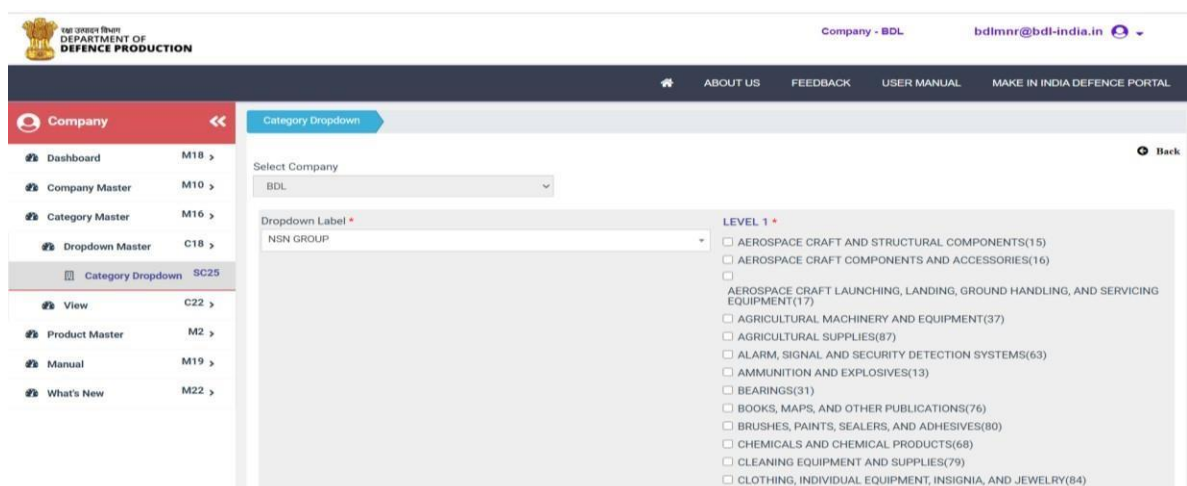 रक्षा उत्पादन विभाग
DEPARTMENT OF
DEFENCE PRODUCTION
Company - BDL
bdlmnr@bdl-india.in
ABOUT US
FEEDBACK
USER MANUAL
MAKE IN INDIA DEFENCE PORTAL
Company
Category Dropdown
Back
Dashboard M18
Company Master M10
Category Master M16
Dropdown Master C18
Category Dropdown SC25
View C22
Product Master M2
Manual M19
What's New M22
Select Company
BDL
Dropdown Label *
NSN GROUP
LEVEL 1 *
AEROSPACE CRAFT AND STRUCTURAL COMPONENTS(15)
AEROSPACE CRAFT COMPONENTS AND ACCESSORIES(16)
AEROSPACE CRAFT LAUNCHING, LANDING, GROUND HANDLING, AND SERVICING
EQUIPMENT(17)
AGRICULTURAL MACHINERY AND EQUIPMENT(37)
AGRICULTURAL SUPPLIES(87)
ALARM, SIGNAL AND SECURITY DETECTION SYSTEMS(63)
AMMUNITION AND EXPLOSIVES(13)
BEARINGS(31)
BOOKS, MAPS, AND OTHER PUBLICATIONS(76)
BRUSHES, PAINTS, SEALERS, AND ADHESIVES(80)
CHEMICALS AND CHEMICAL PRODUCTS(68)
CLEANING EQUIPMENT AND SUPPLIES(79)
CLOTHING, INDIVIDUAL EQUIPMENT, INSIGNIA, AND JEWELRY(84)